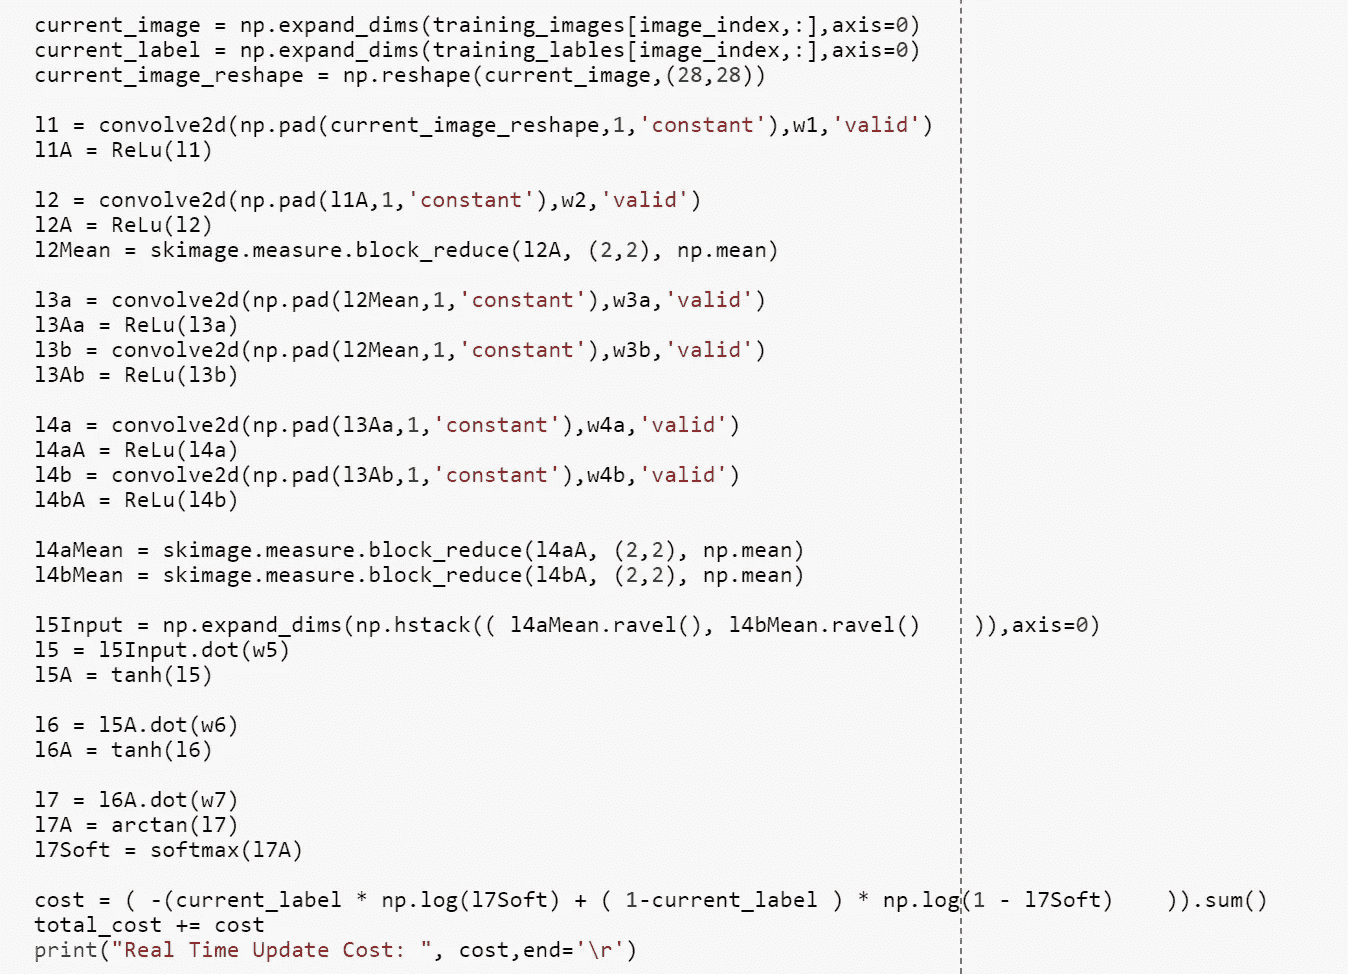 current_image = np.expand_dims(training_images[image_index,:],axis=0)
current_label = np.expand_dims(training_lables[image_index,:],axis=0)
current_image_reshape = np.reshape(current_image,(28,28))
l1 = convolve2d(np.pad(current_image_reshape,1,'constant'),w1,'valid')
l1A = ReLu(l1)
l2 = convolve2d(np.pad(l1A,1,'constant'),w2,'valid')
l2A = ReLu(l2)
l2Mean = skimage.measure.block_reduce(l2A, (2,2), np.mean)
l3a = convolve2d(np.pad(l2Mean,1,'constant'),w3a,'valid')
l3Aa = ReLu(l3a)
l3b = convolve2d(np.pad(l2Mean,1,'constant'),w3b,'valid')
l3Ab = ReLu(l3b)
l4a = convolve2d(np.pad(l3Aa,1,'constant'),w4a,'valid')
l4aA = ReLu(l4a)
l4b = convolve2d(np.pad(l3Ab,1,'constant'),w4b,'valid')
l4bA = ReLu(l4b)
l4aMean = skimage.measure.block_reduce(l4aA, (2,2), np.mean)
l4bMean = skimage.measure.block_reduce(l4bA, (2,2), np.mean)
l5Input = np.expand_dims(np.hstack(( l4aMean.ravel(), l4bMean.ravel()    )),axis=0)
l5 = l5Input.dot(w5)
l5A = tanh(l5)
l6 = l5A.dot(w6)
l6A = tanh(l6)
l7 = l6A.dot(w7)
l7A = arctan(l7)
l7Soft = softmax(l7A)
cost = ( -(current_label * np.log(l7Soft) + ( 1-current_label ) * np.log(1 - l7Soft)    )).sum()
total_cost += cost
print("Real Time Update Cost: ", cost,end='\r')